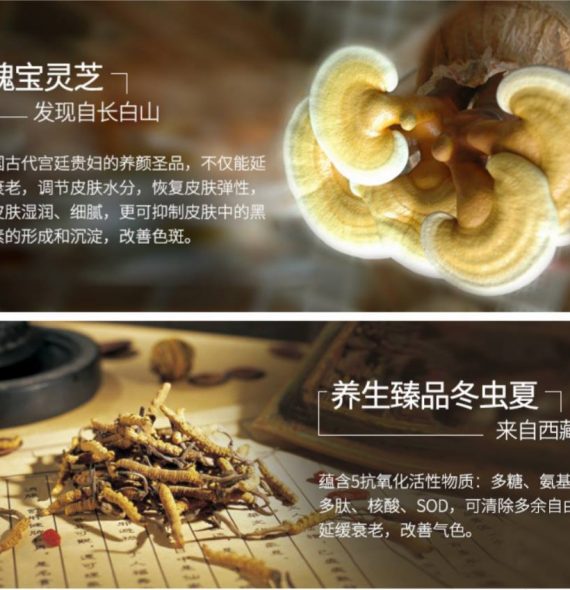 瑰宝灵芝
发现自长白山
国古代宫廷贵妇的养颜圣品，不仅能延
衰老，调节皮肤水分，恢复皮肤弹性，
皮肤湿润、细腻，更可抑制皮肤中的黑
素的形成和沉淀，改善色斑。
养生臻品冬虫夏
来自西藏
蕴含5抗氧化活性物质：多糖、氨基
多肽、核酸、SOD，可清除多余自由
延缓衰老，改善气色。